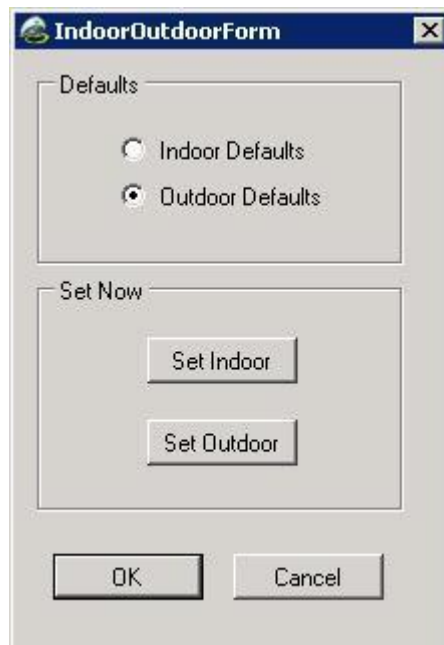 IndoorOutdoorForm
Defaults
Indoor Defaults
Outdoor Defaults
Set Now
Set Indoor
Set Outdoor
OK Cancel